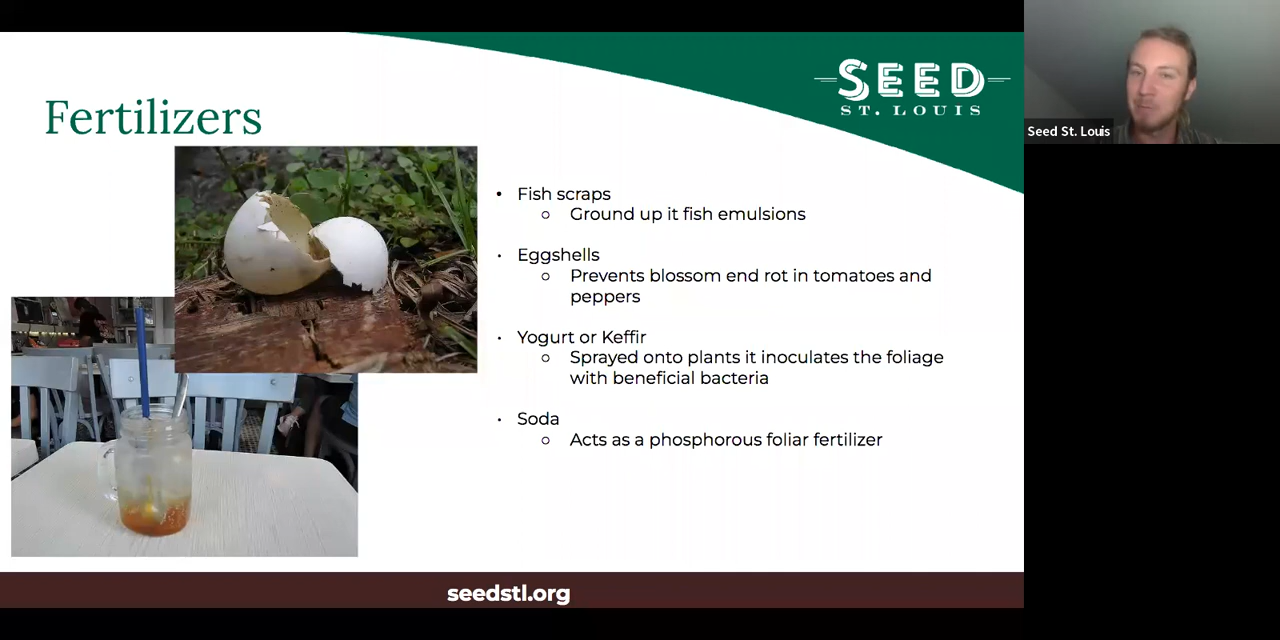 SEED
ST. LOUIS
Seed St. Louis
Fertilizers
• Fish scraps
o Ground up it fish emulsions
• Eggshells
o Prevents blossom end rot in tomatoes and
peppers
• Yogurt or Keffir
o Sprayed onto plants it inoculates the foliage
with beneficial bacteria
• Soda
o Acts as a phosphorous foliar fertilizer
seedstl.org